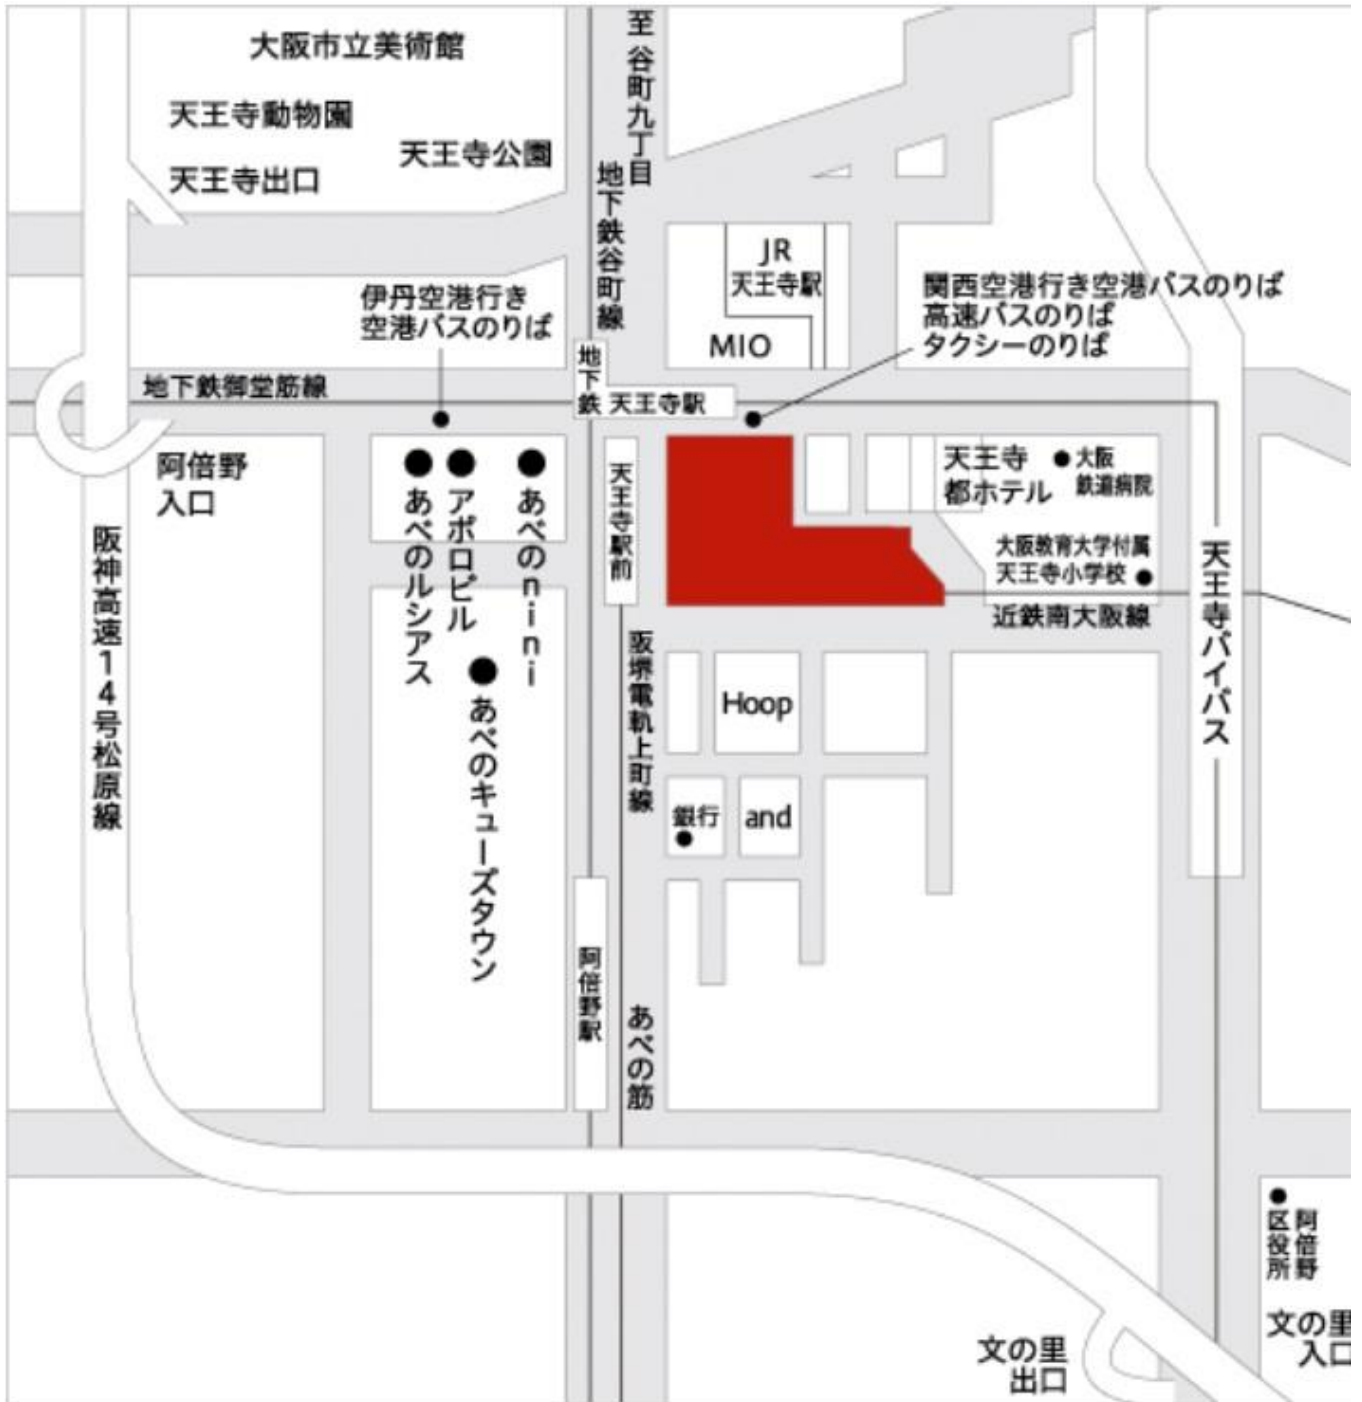 大阪市立美術館
天王寺動物園
天王寺公園
天王寺出口
至 谷町九丁目
地下鉄谷町線
JR
天王寺駅
MIO
伊丹空港行き
空港バスのりば
関西空港行き空港バスのりば
高速バスのりば
タクシーのりば
地下鉄御堂筋線
地下鉄 天王寺駅
阿倍野
入口
あべのルシアス
アポロビル
あべのnini
天王寺駅前
天王寺
都ホテル
大阪
鉄道病院
大阪教育大学付属
天王寺小学校
近鉄南大阪線
阪神高速14号松原線
あべのキューズタウン
阪堺電軌上町線
Hoop
銀行
and
天王寺バイパス
阿倍野駅
あべの筋
阿倍野
区役所
文の里
入口
文の里
出口